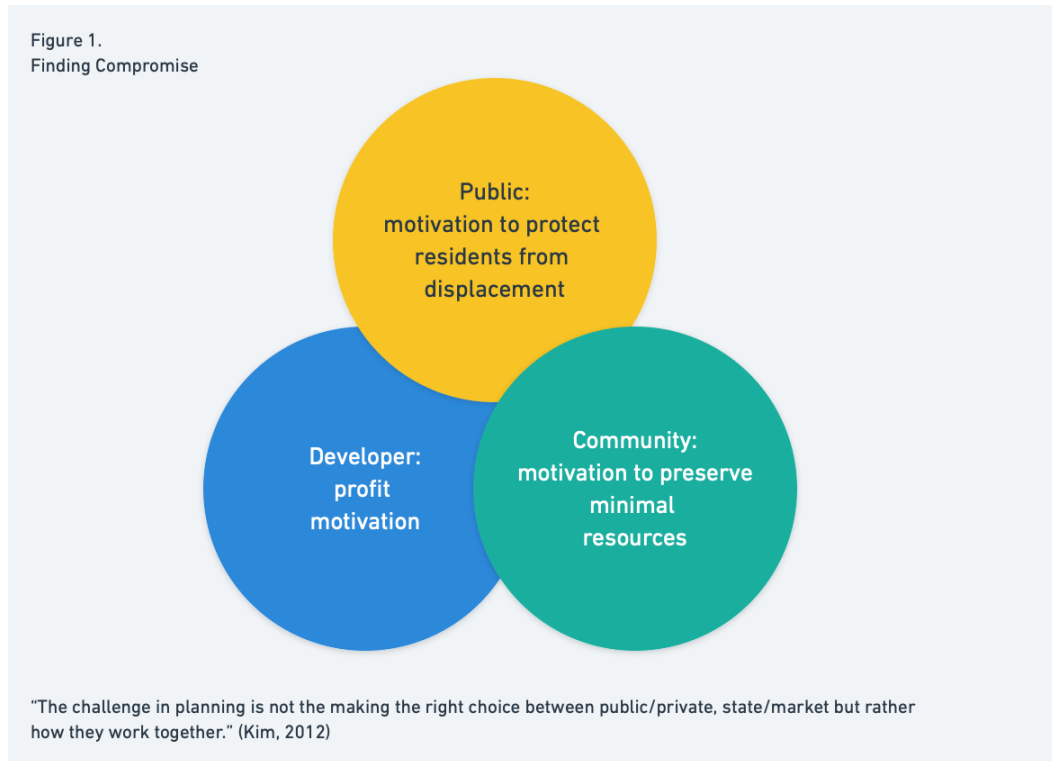 Figure 1.
Finding Compromise
Public:
motivation to protect
residents from
displacement
Developer:
profit
motivation
Community:
motivation to preserve
minimal
resources
“The challenge in planning is not the making the right choice between public/private, state/market but rather
how they work together.” (Kim, 2012)